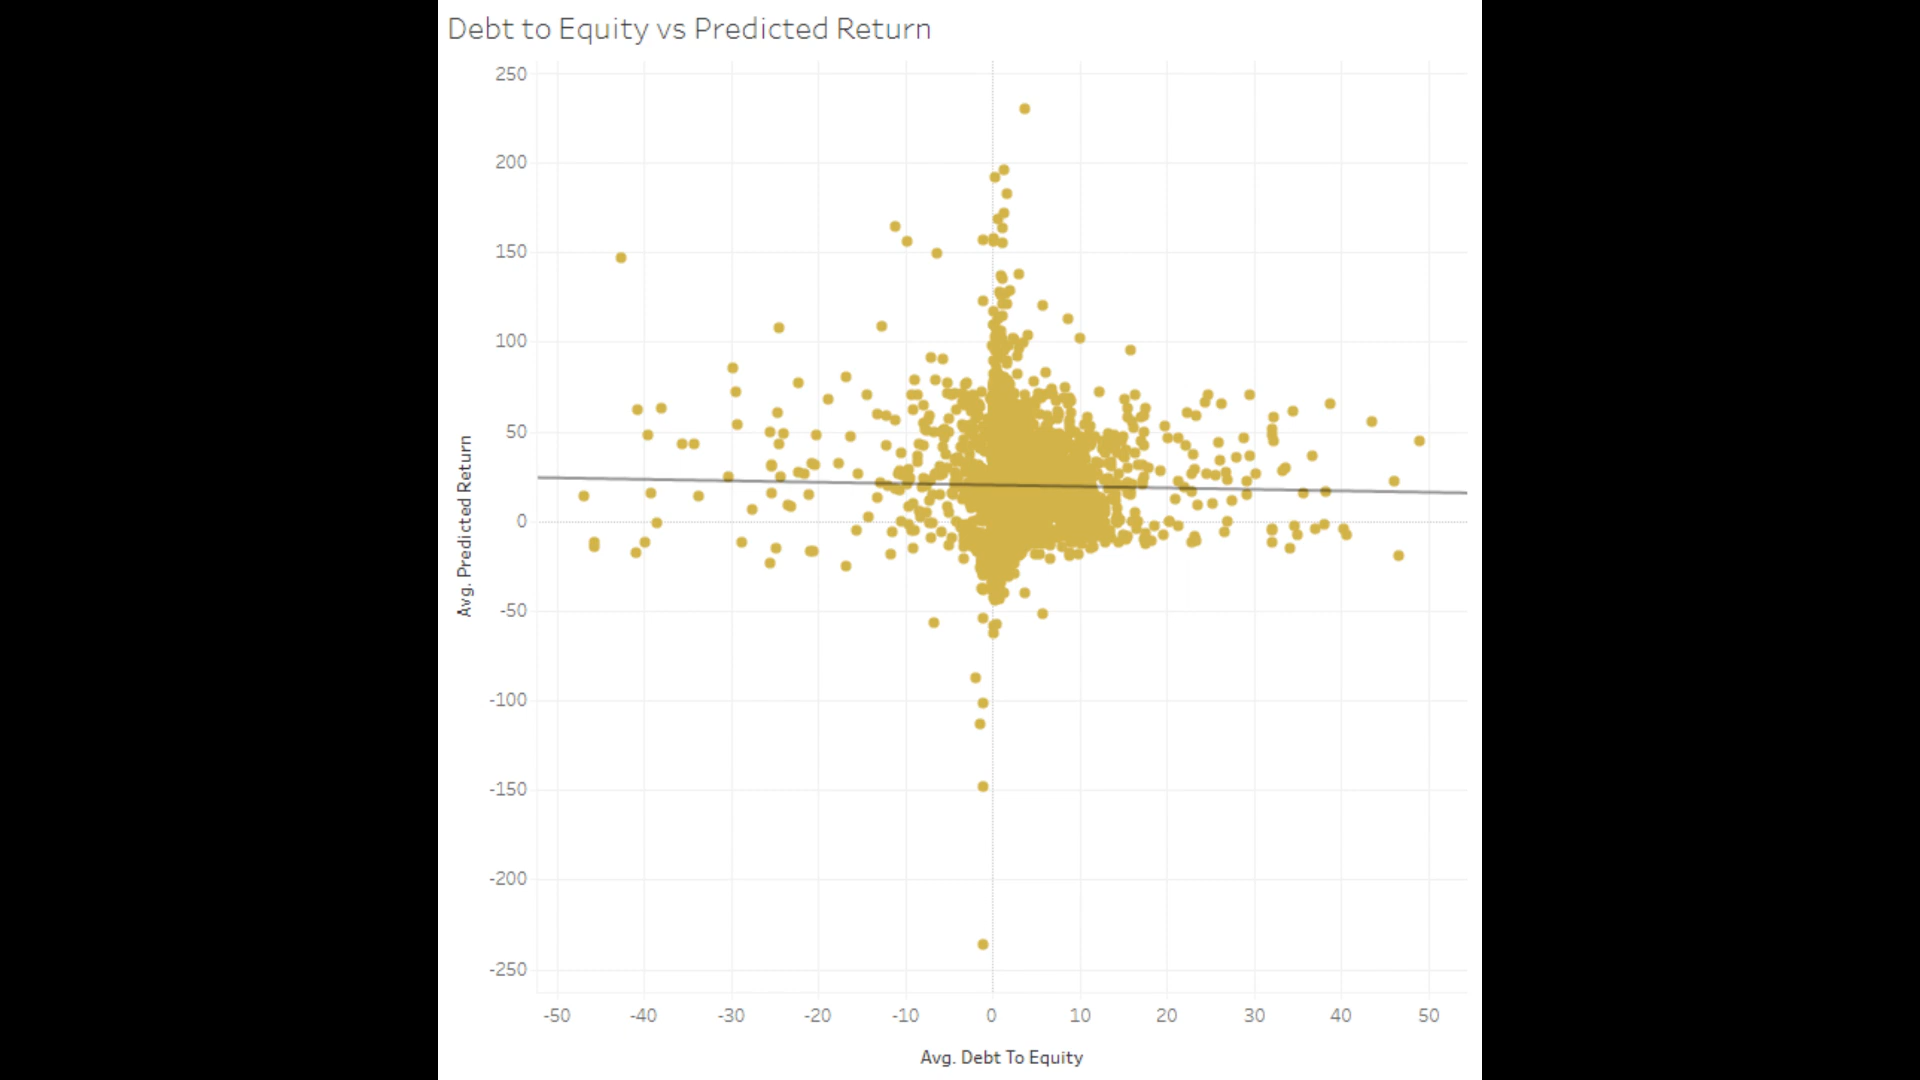 Debt to Equity vs Predicted Return
250
200
150
100
50
0
-50
-100
-150
-200
-250
Avg. Predicted Return
-50 -40 -30 -20 -10 0 10 20 30 40 50
Avg. Debt To Equity